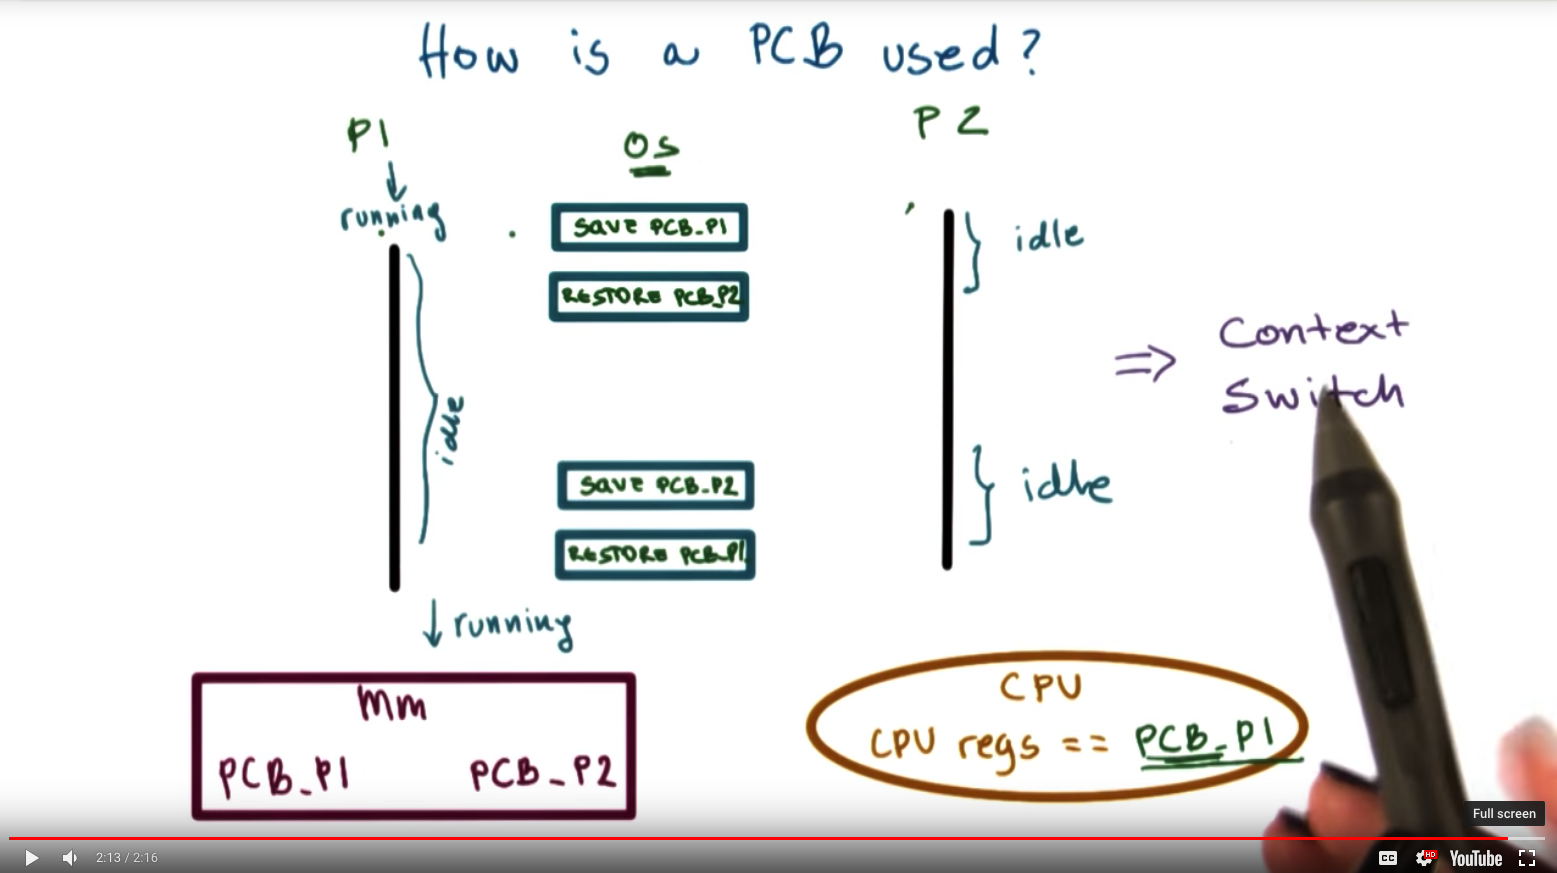 How is a PCB used?
P1
OS
P2
running
SAVE PCB_P1
idle
RESTORE PCB_P2
Context
Switch
idle
SAVE PCB_P2
idle
RESTORE PCB_P1
running
mm
PCB_P1 PCB_P2
CPU
CPU regs == PCB_P1
Full screen
2:13 / 2:16
CC
HD
YouTube